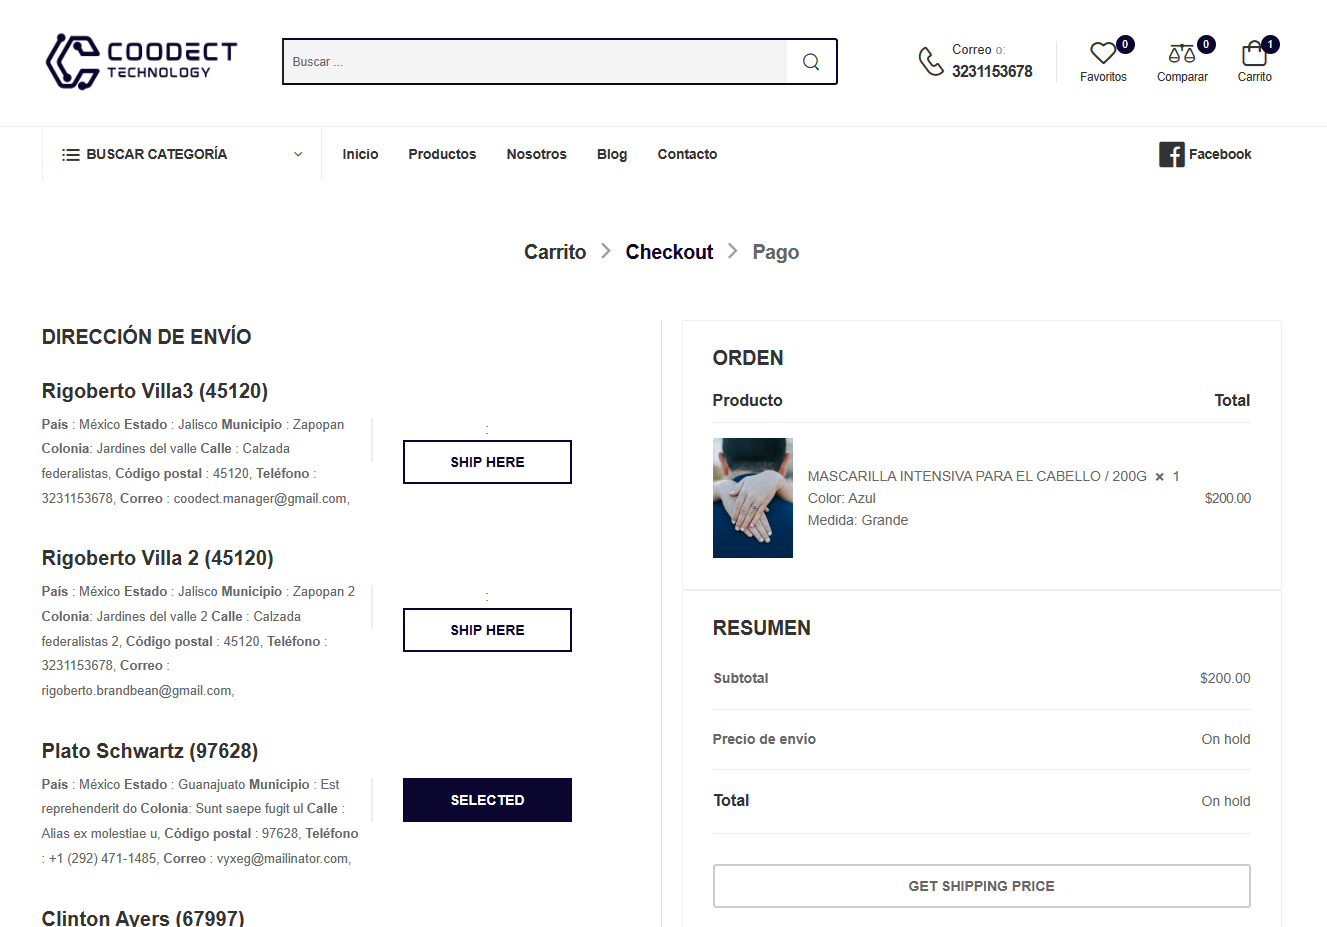 COODECT
TECHNOLOGY
Buscar ...
Correo o:
3231153678
0
Favoritos
0
Comparar
1
Carrito
BUSCAR CATEGORÍA
Inicio
Productos
Nosotros
Blog
Contacto
Facebook
Carrito > Checkout > Pago
DIRECCIÓN DE ENVÍO
Rigoberto Villa3 (45120)
País : México Estado : Jalisco Municipio : Zapopan
Colonia: Jardines del valle Calle : Calzada
federalistas, Código postal : 45120, Teléfono :
3231153678, Correo : coodect.manager@gmail.com,
:
SHIP HERE
Rigoberto Villa 2 (45120)
País : México Estado : Jalisco Municipio : Zapopan 2
Colonia: Jardines del valle 2 Calle : Calzada
federalistas 2, Código postal : 45120, Teléfono :
3231153678, Correo :
rigoberto.brandbean@gmail.com,
:
SHIP HERE
Plato Schwartz (97628)
País : México Estado : Guanajuato Municipio : Est
reprehenderit do Colonia: Sunt saepe fugit ul Calle :
Alias ex molestiae u, Código postal : 97628, Teléfono
: +1 (292) 471-1485, Correo : vyxeg@mailinator.com,
SELECTED
Clinton Ayers (67997)
ORDEN
Producto Total
MASCARILLA INTENSIVA PARA EL CABELLO / 200G × 1
Color: Azul
Medida: Grande
$200.00
RESUMEN
Subtotal $200.00
Precio de envío On hold
Total On hold
GET SHIPPING PRICE